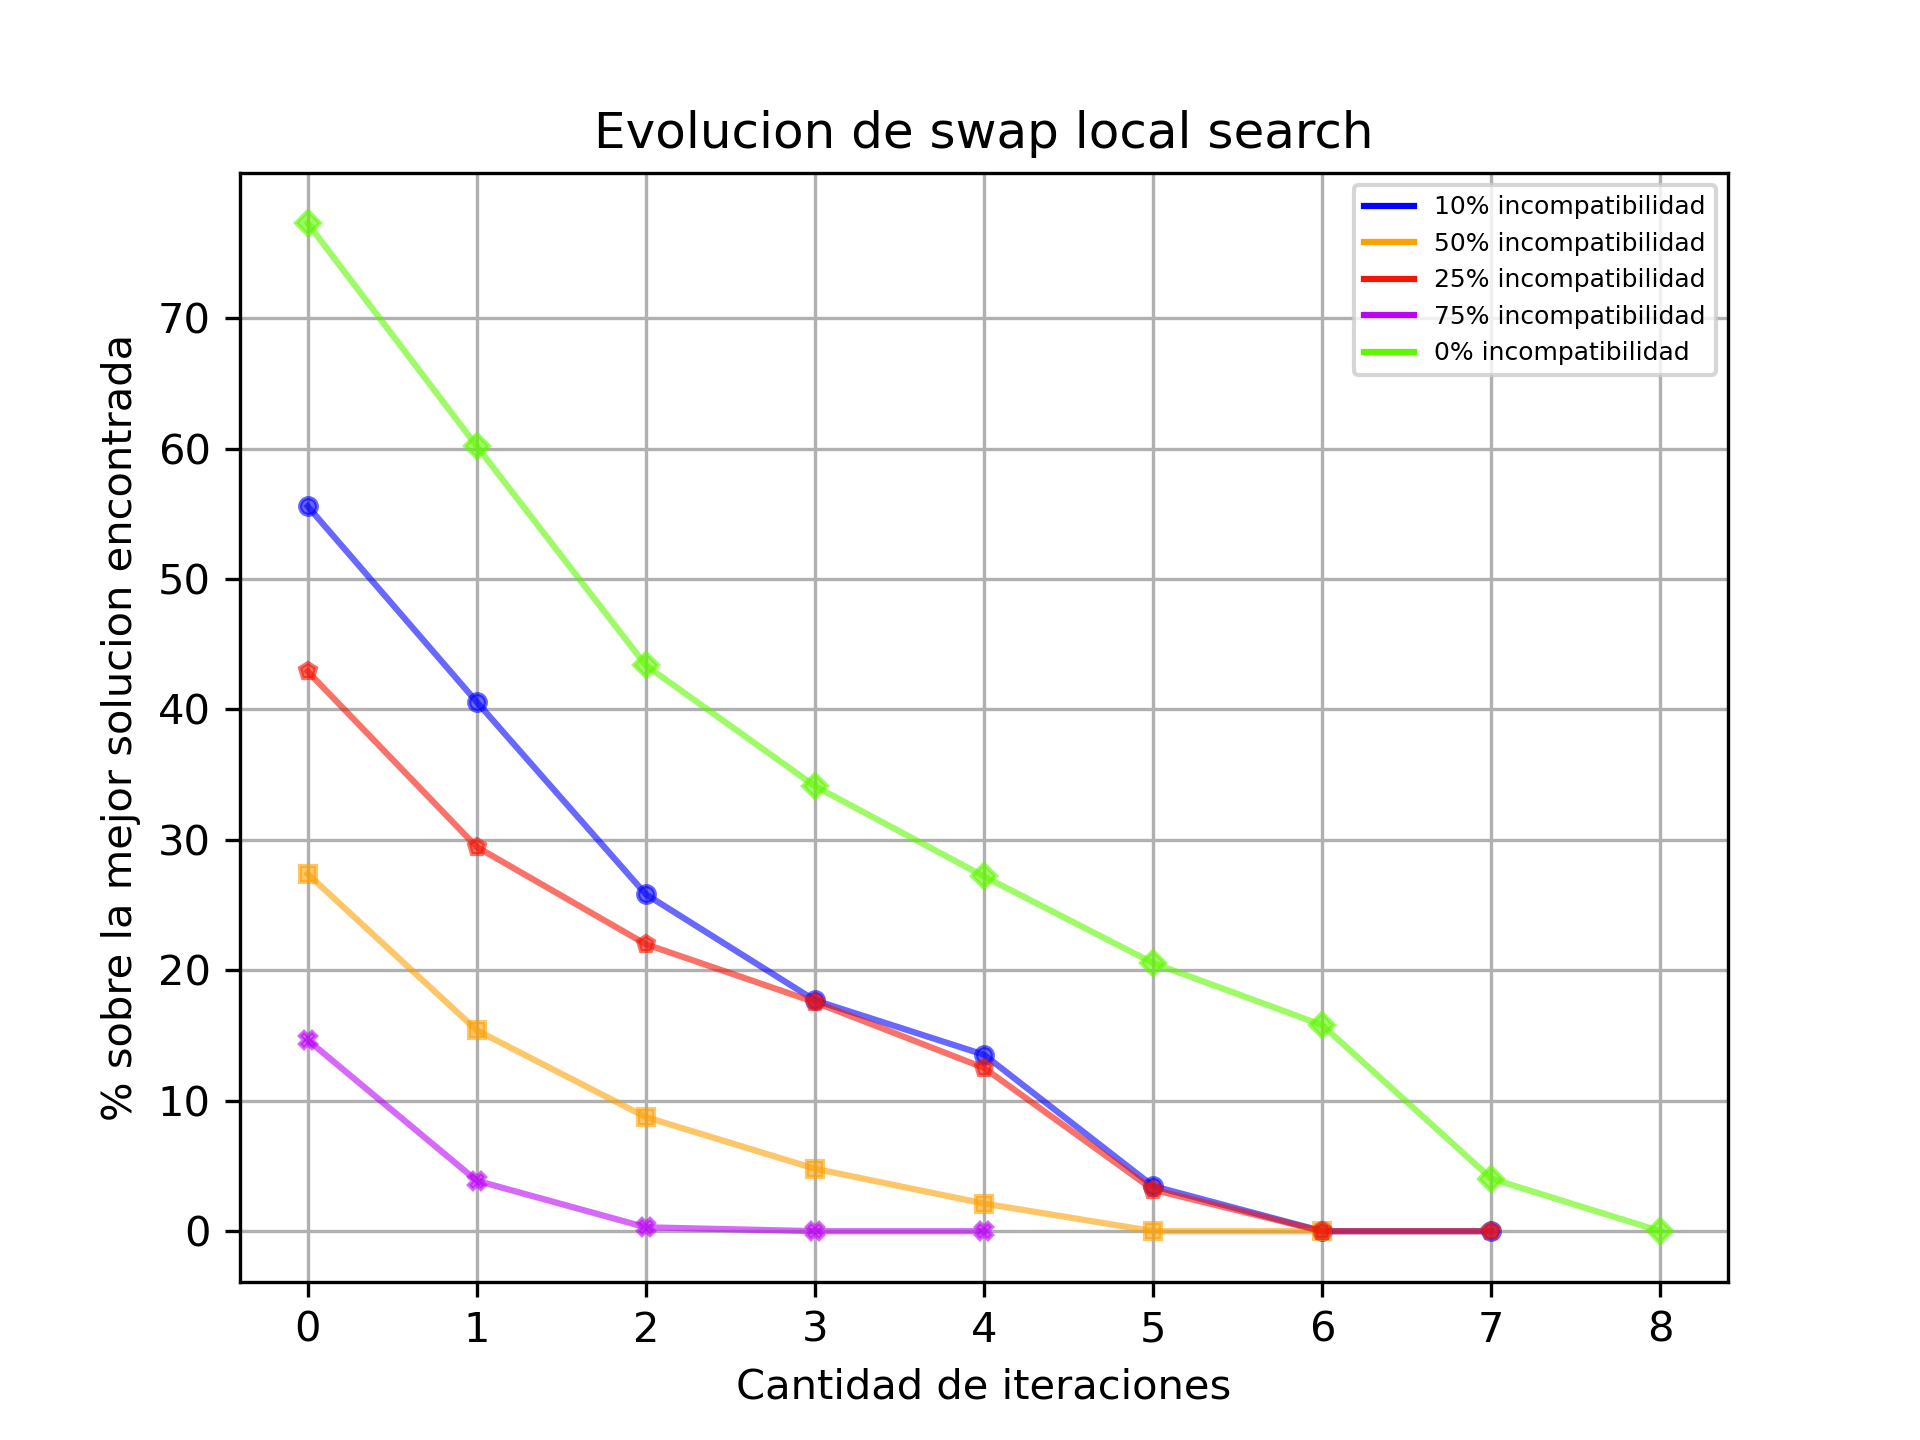 Evolucion de swap local search
10% incompatibilidad
50% incompatibilidad
25% incompatibilidad
75% incompatibilidad
0% incompatibilidad
% sobre la mejor solucion encontrada
70
60
50
40
30
20
10
0
0 1 2 3 4 5 6 7 8
Cantidad de iteraciones